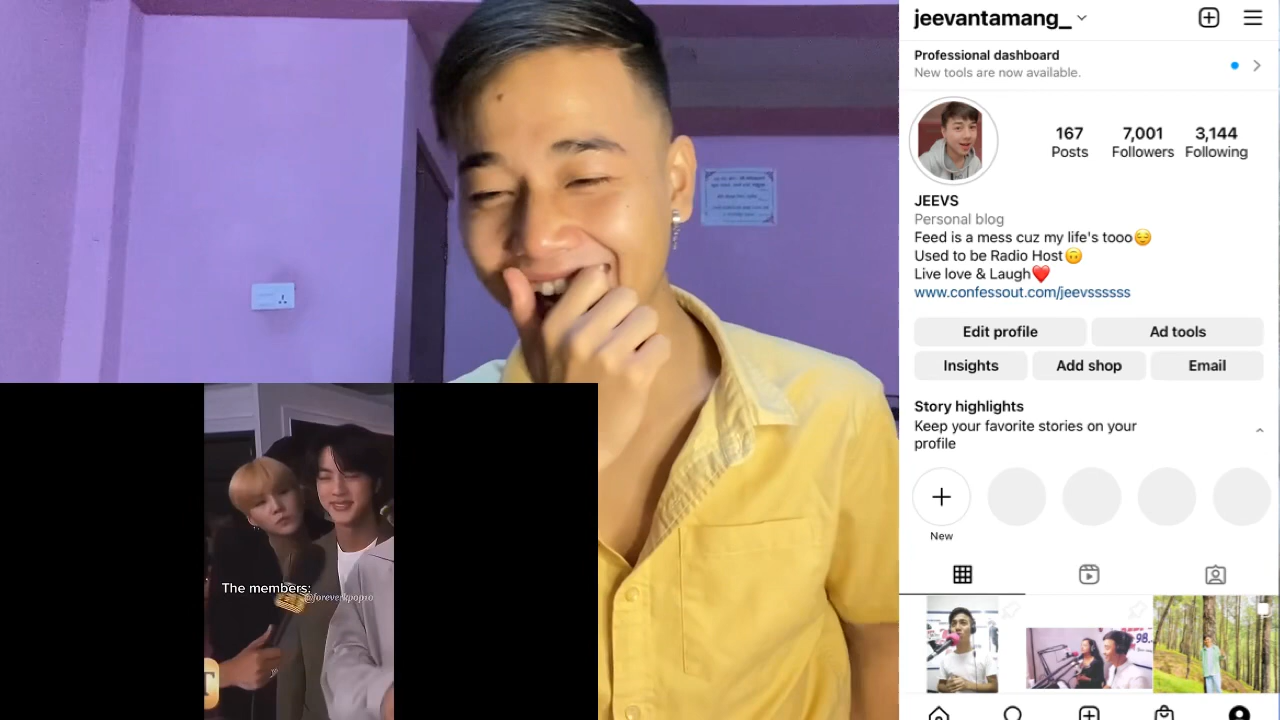 jeevantamang_
Professional dashboard
New tools are now available.
167
Posts
7,001
Followers
3,144
Following
JEEVS
Personal blog
Feed is a mess cuz my life's tooo😌
Used to be Radio Host🙃
Live love & Laugh❤️
www.confessout.com/jeevssssss
Edit profile
Ad tools
Insights
Add shop
Email
Story highlights
Keep your favorite stories on your
profile
New
98.
The members:
@foreverkpop10